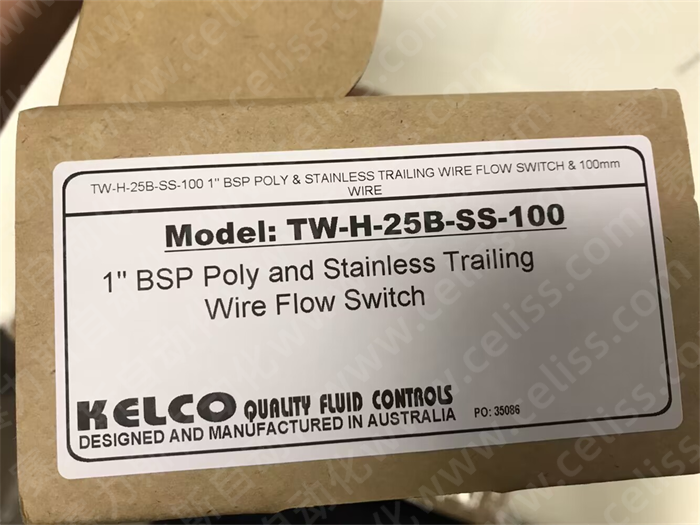 TW-H-25B-SS-100 1" BSP POLY & STAINLESS TRAILING WIRE FLOW SWITCH & 100mm
WIRE
Model: TW-H-25B-SS-100
1" BSP Poly and Stainless Trailing
Wire Flow Switch
KELCO QUALITY FLUID CONTROLS
DESIGNED AND MANUFACTURED IN AUSTRALIA PO: 35086
www.celiss.com